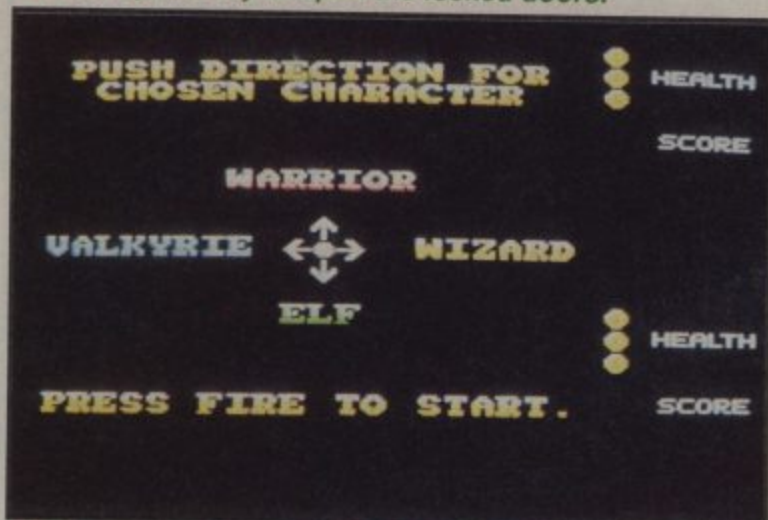 PUSH DIRECTION FOR
CHOSEN CHARACTER
HEALTH
SCORE
WARRIOR
VALKYRIE
WIZARD
ELF
HEALTH
PRESS FIRE TO START.
SCORE